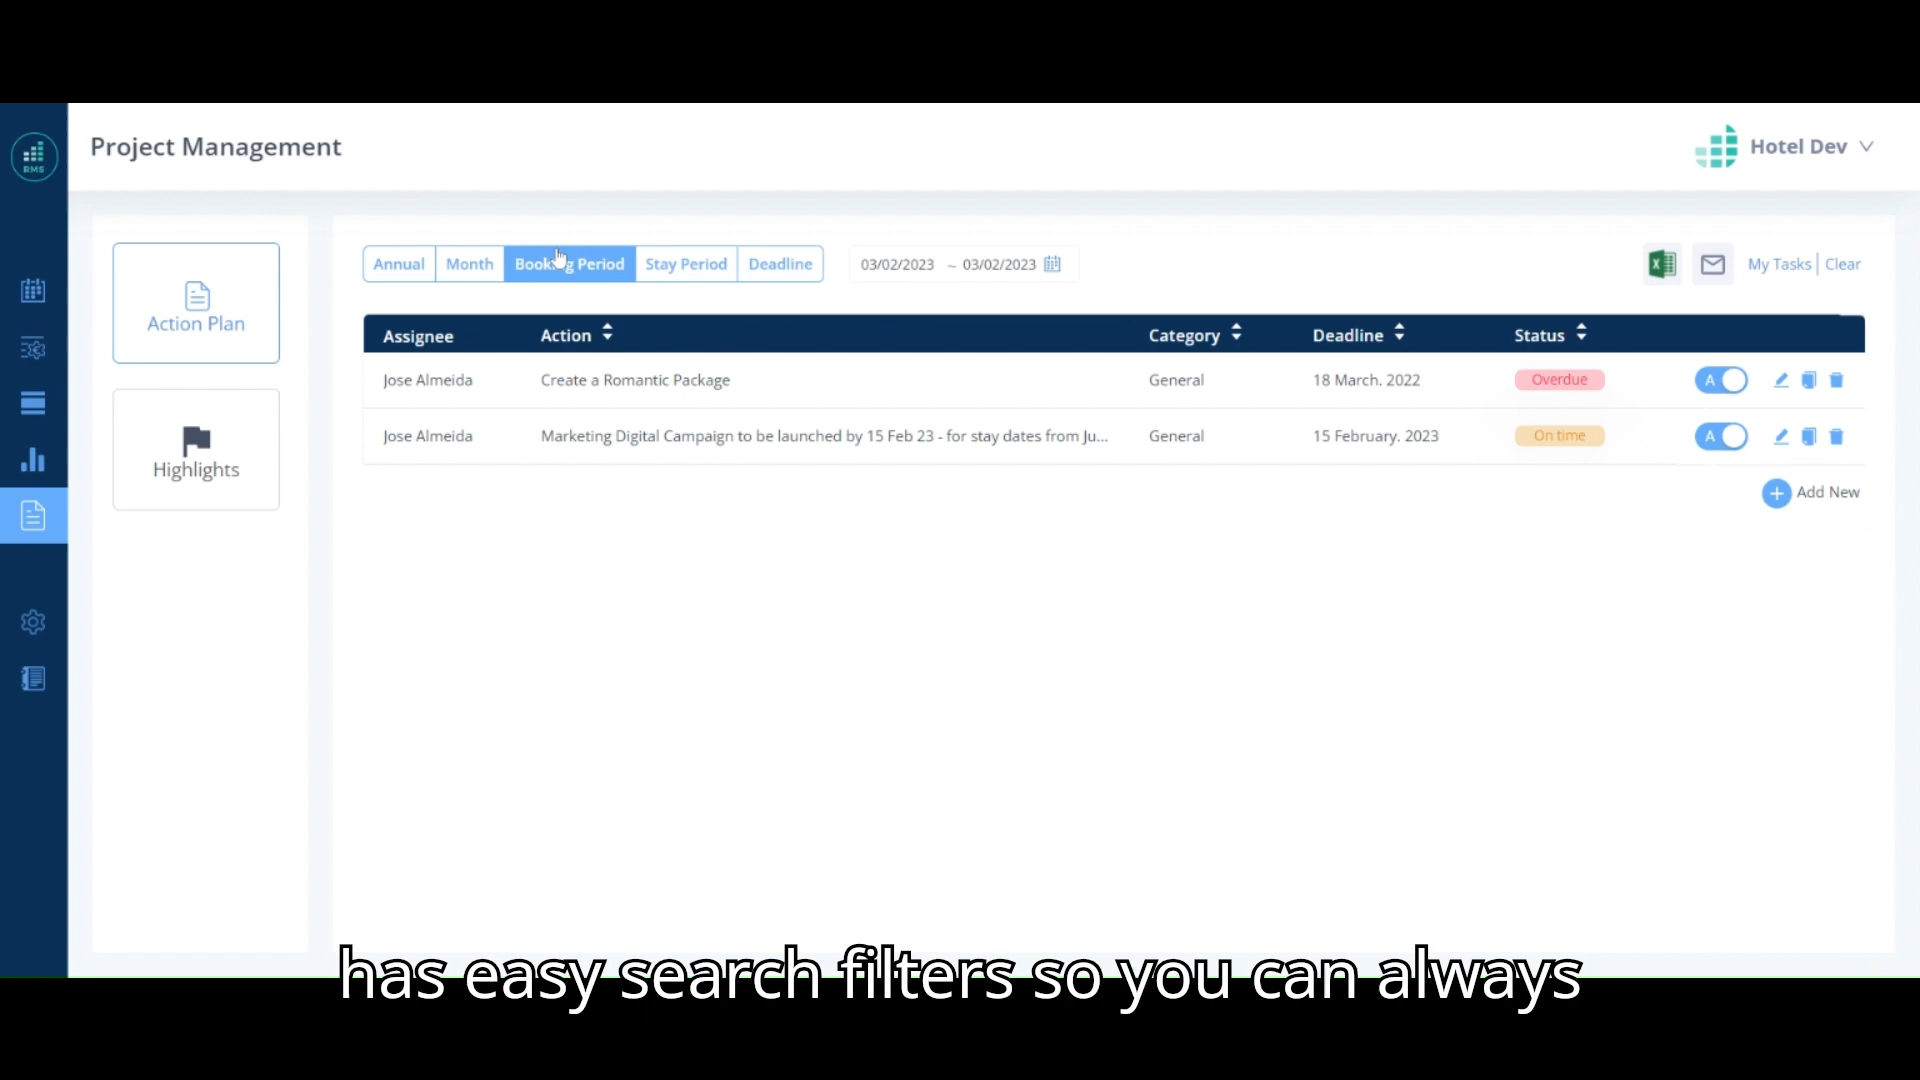 RMS
Project Management
Hotel Dev
Action Plan
Highlights
Annual Month Booking Period Stay Period Deadline 03/02/2023 ~ 03/02/2023 My Tasks Clear
Assignee Action Category Deadline Status
Jose Almeida Create a Romantic Package General 18 March. 2022 Overdue A
Jose Almeida Marketing Digital Campaign to be launched by 15 Feb 23 - for stay dates from Ju... General 15 February. 2023 On time A
+ Add New
has easy search filters so you can always